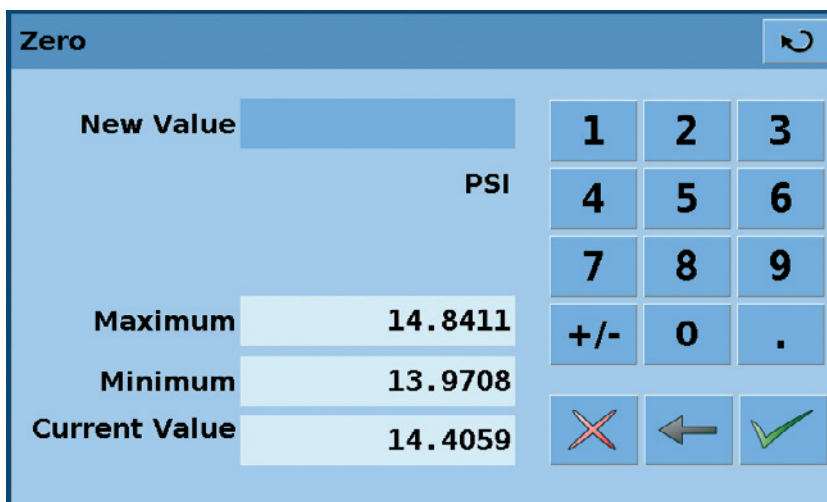 Zero
New Value
PSI
Maximum 14.8411
Minimum 13.9708
Current Value 14.4059
1 2 3
4 5 6
7 8 9
+/- 0 .